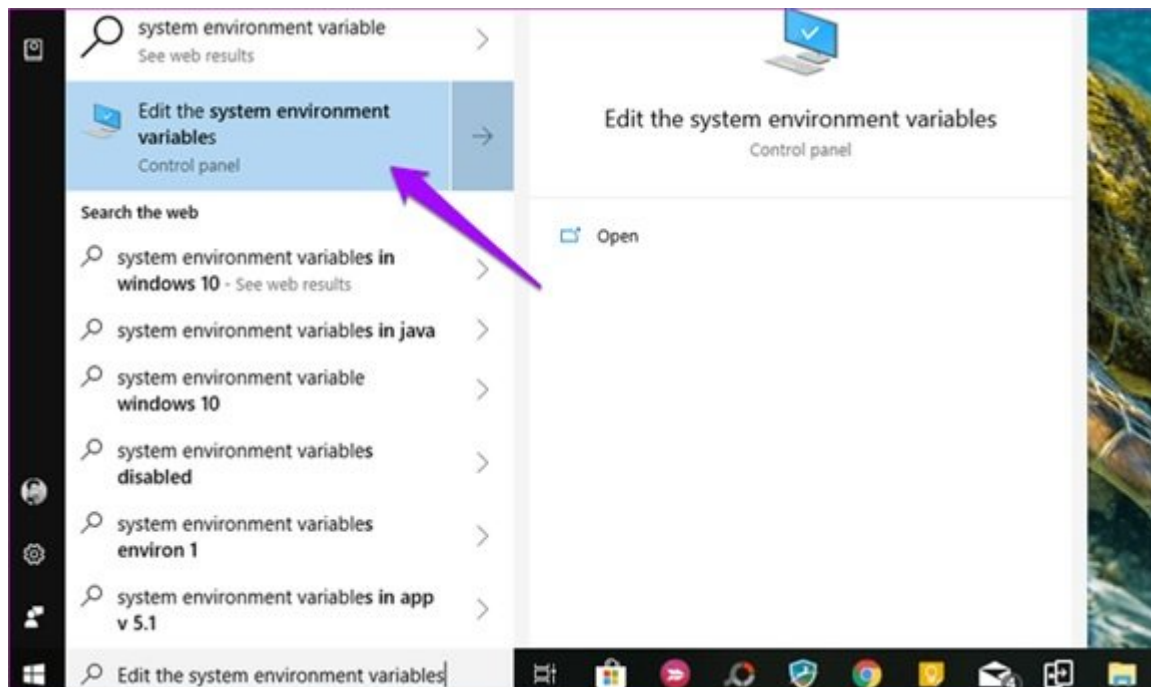 system environment variable
See web results
Edit the system environment
variables
Control panel
Search the web
system environment variables in
windows 10 - See web results
system environment variables in java
system environment variable
windows 10
system environment variables
disabled
system environment variables
environ 1
system environment variables in app
v 5.1
Edit the system environment variables
Edit the system environment variables
Control panel
Open
4